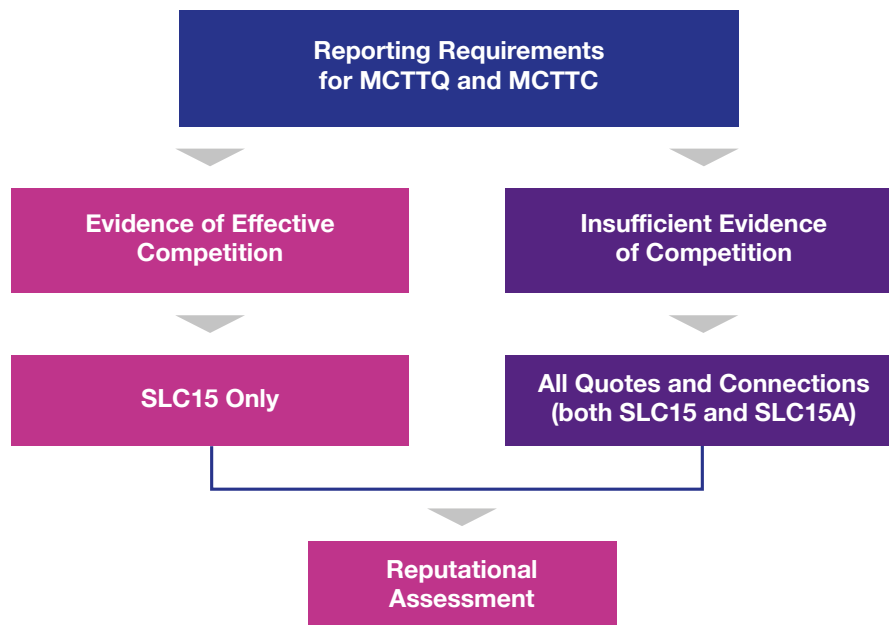 Reporting Requirements
for MCTTQ and MCTTC
Evidence of Effective
Competition
Insufficient Evidence
of Competition
SLC15 Only
All Quotes and Connections
(both SLC15 and SLC15A)
Reputational
Assessment